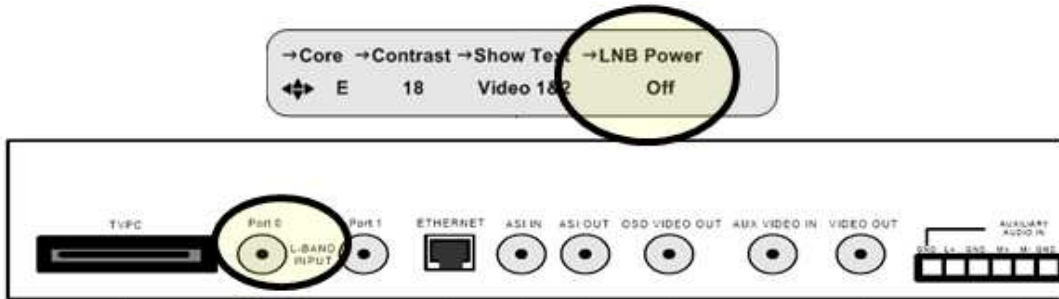 →Core →Contrast →Show Text →LNB Power
E 18 Video 1&2 Off
TVPC
Port 0
L-BAND
INPUT
Port 1
ETHERNET
ASI IN
ASI OUT
OSD VIDEO OUT
AUX VIDEO IN
VIDEO OUT
AUXILIARY
AUDIO IN
GND L+ GND M+ M- GND